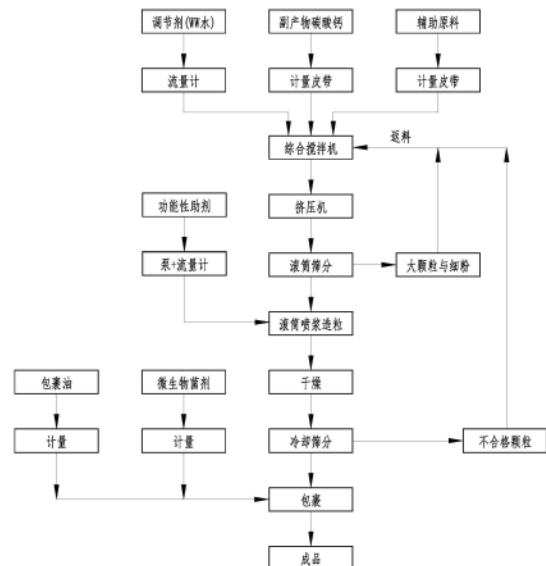 调节剂(WW水)
副产物碳酸钙
辅助原料
流量计
计量皮带
计量皮带
返料
综合搅拌机
功能性助剂
挤压机
泵+流量计
滚筒筛分
大颗粒与细粉
滚筒喷浆造粒
包裹油
微生物菌剂
干燥
计量
计量
冷却筛分
不合格颗粒
包裹
成品